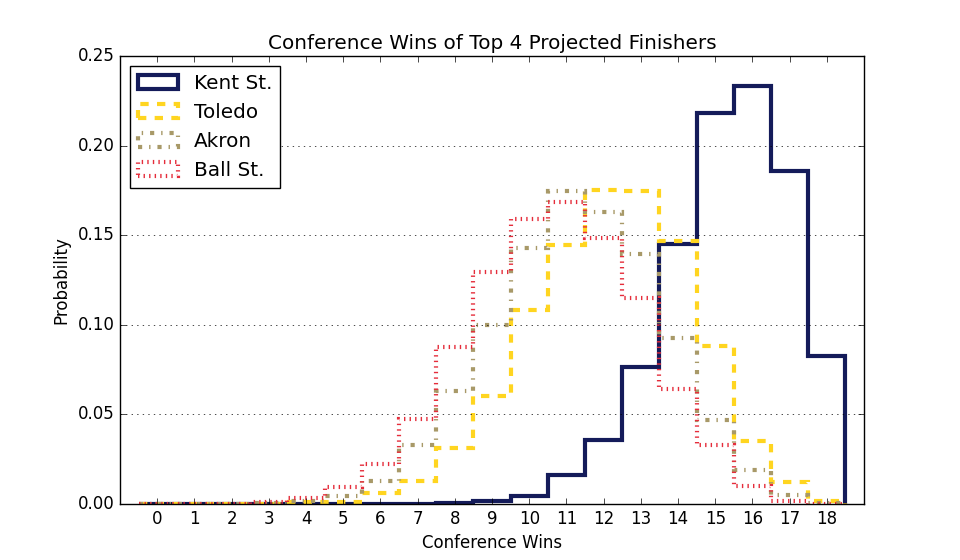 Conference Wins of Top 4 Projected Finishers
0.25
0.20
0.15
0.10
0.05
0.00
Probability
Kent St.
Toledo
Akron
Ball St.
0 1 2 3 4 5 6 7 8 9 10 11 12 13 14 15 16 17 18
Conference Wins